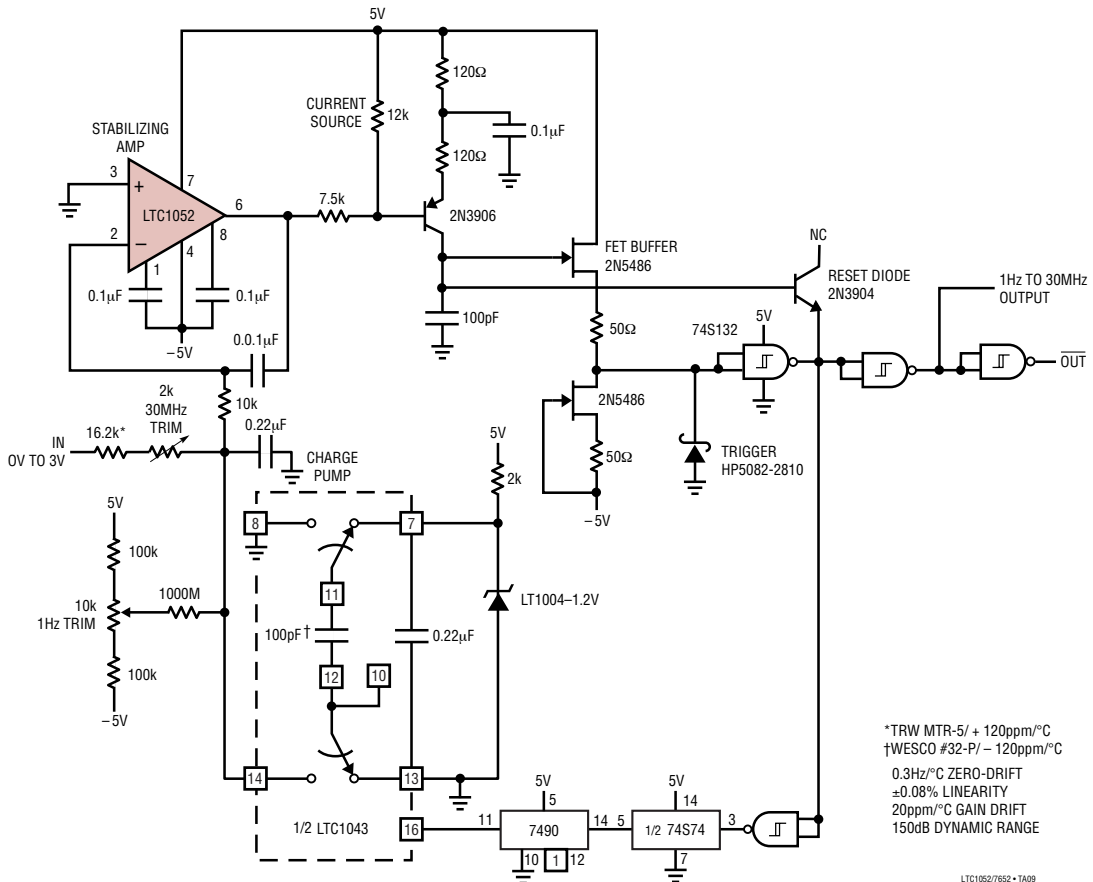 5V
120Ω
CURRENT
SOURCE
12k
0.1µF
STABILIZING
AMP
120Ω
3
+
7
LTC1052
6
7.5k
2N3906
2
–
8
4
1
FET BUFFER
2N5486
NC
0.1µF
0.1µF
RESET DIODE
2N3904
1Hz TO 30MHz
OUTPUT
–5V
100pF
0.0.1µF
50Ω
74S132
5V
OUT
2k
30MHz
TRIM
10k
2N5486
IN
0V TO 3V
16.2k*
0.22µF
CHARGE
PUMP
5V
2k
50Ω
TRIGGER
HP5082-2810
–5V
5V
8
7
100k
11
LT1004–1.2V
10k
1Hz TRIM
1000M
100pF†
0.22µF
12
10
100k
–5V
14
13
*TRW MTR-5/ + 120ppm/°C
†WESCO #32-P/ – 120ppm/°C
0.3Hz/°C ZERO-DRIFT
±0.08% LINEARITY
20ppm/°C GAIN DRIFT
150dB DYNAMIC RANGE
5V
5
5V
14
1/2 LTC1043
16
11
7490
14
5
1/2 74S74
3
10
1
12
7
LTC1052/7652 • TA09